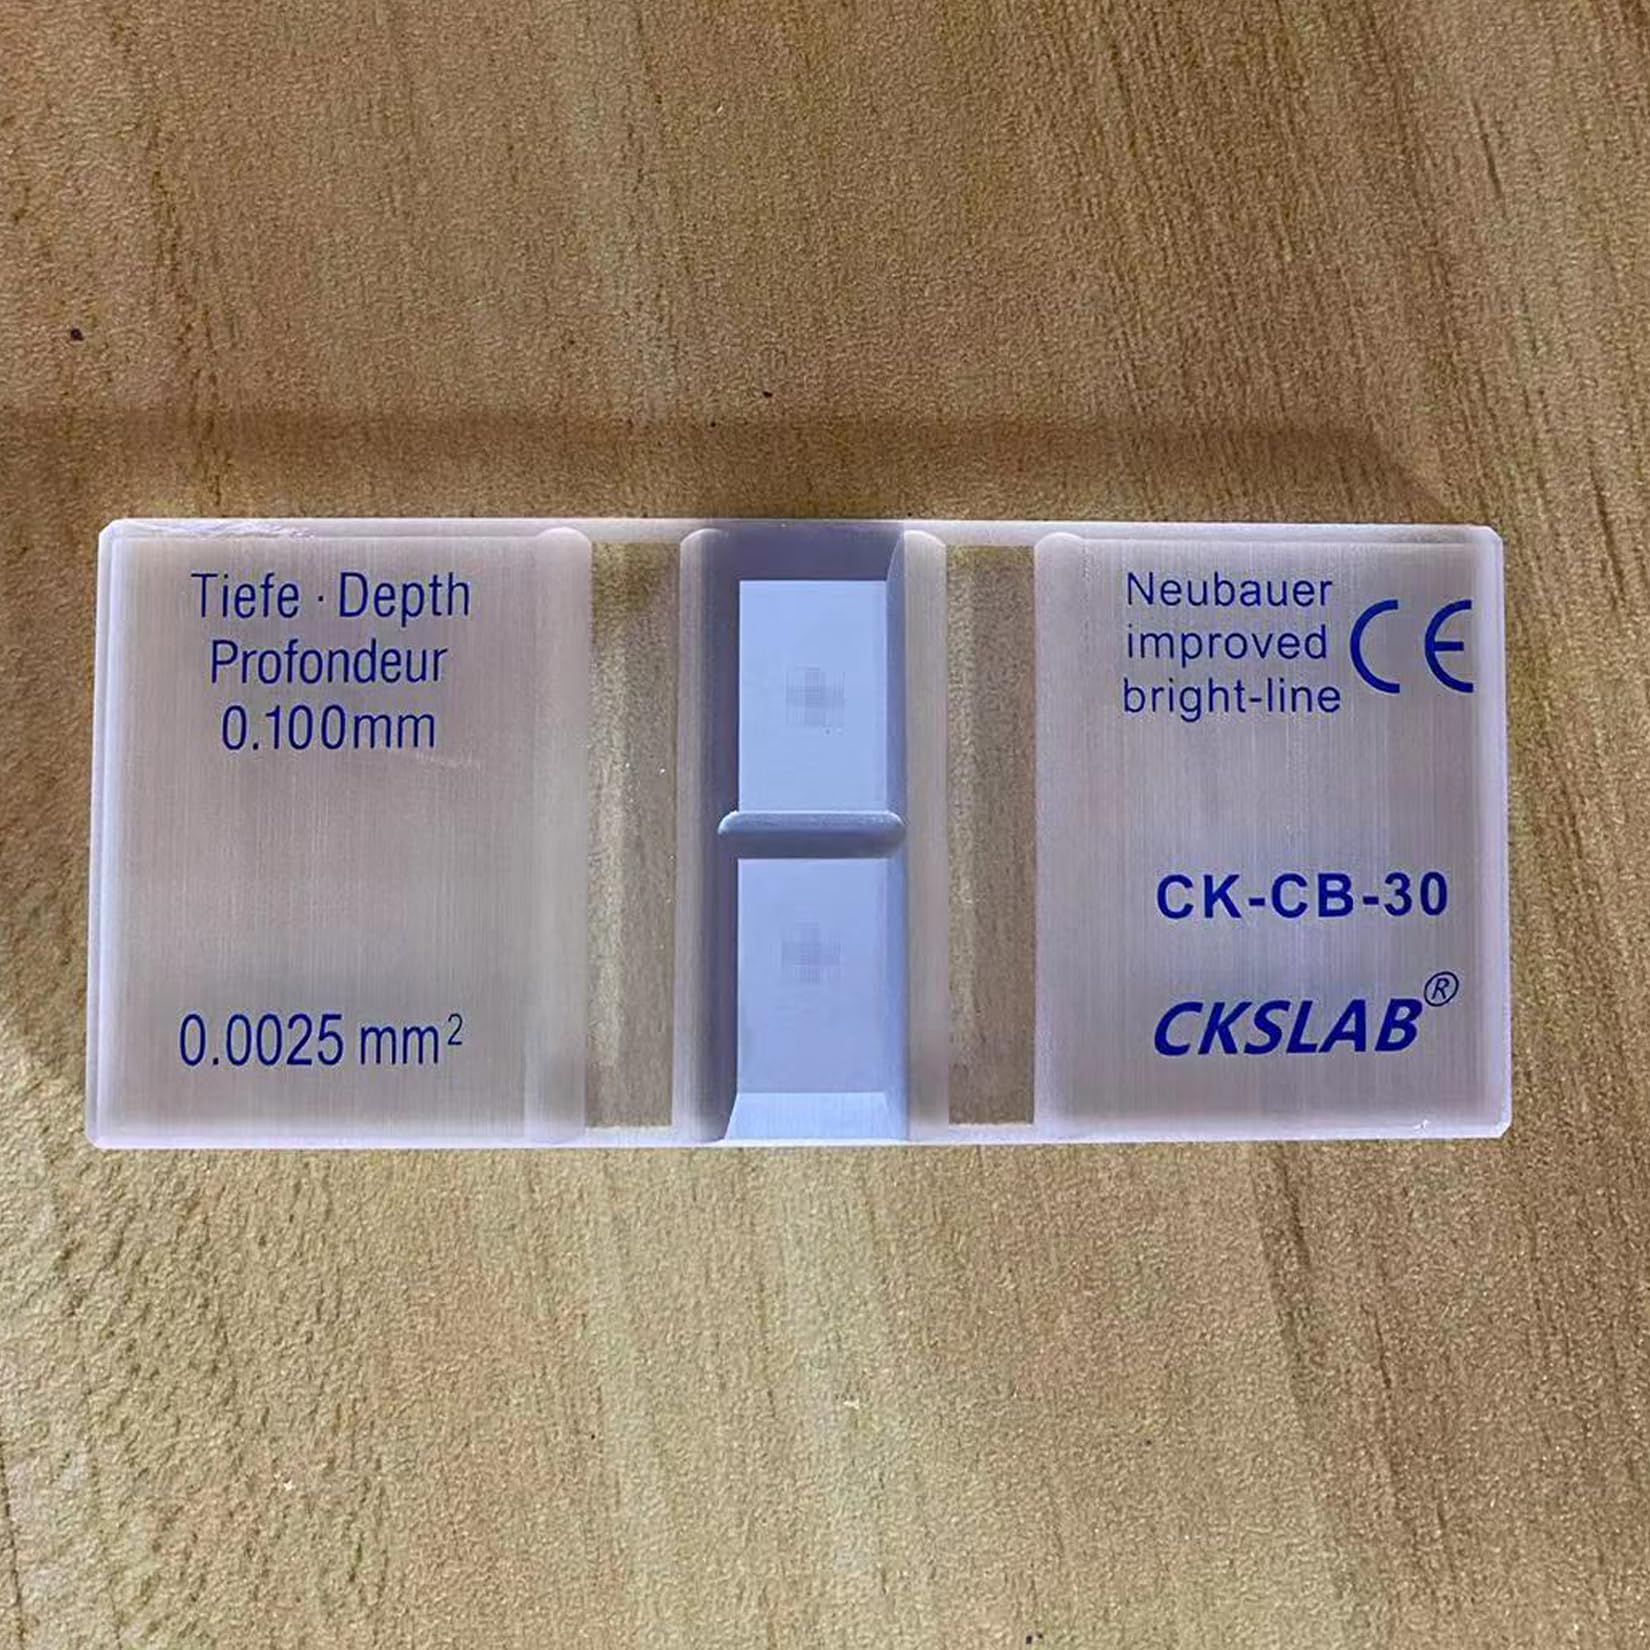 Tiefe · Depth
Profondeur
0.100mm
0.0025 mm²
Neubauer
improved
bright-line
CE
CK-CB-30
CKSLAB®